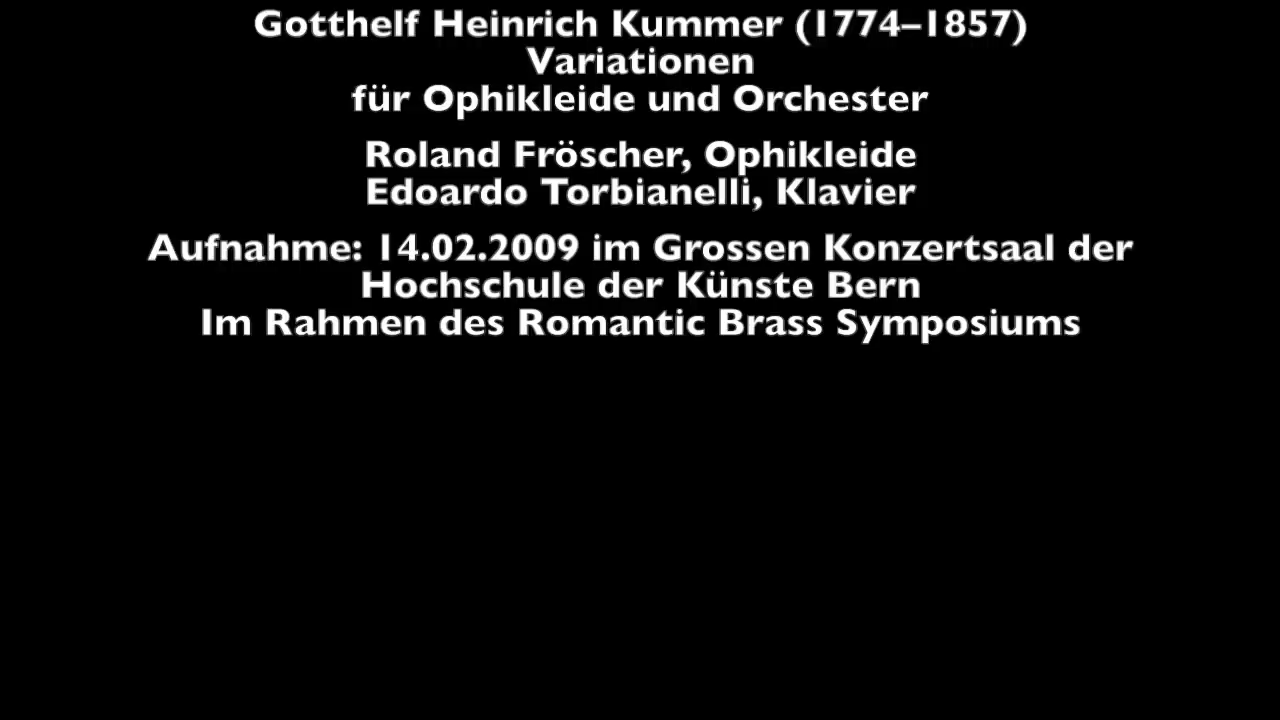 Gotthelf Heinrich Kummer (1774–1857)
Variationen
für Ophikleide und Orchester
Roland Fröscher, Ophikleide
Edoardo Torbianelli, Klavier
Aufnahme: 14.02.2009 im Grossen Konzertsaal der
Hochschule der Künste Bern
Im Rahmen des Romantic Brass Symposiums